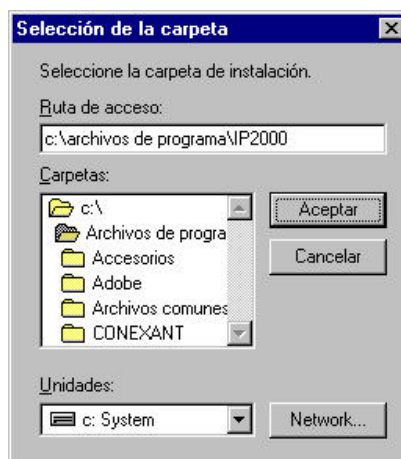 Selección de la carpeta
Seleccione la carpeta de instalación.
Ruta de acceso:
c:\archivos de programa\IP2000
Carpetas:
c:\
Archivos de progra
Accesorios
Adobe
Archivos comunes
CONEXANT
Aceptar
Cancelar
Unidades:
c: System
Network...